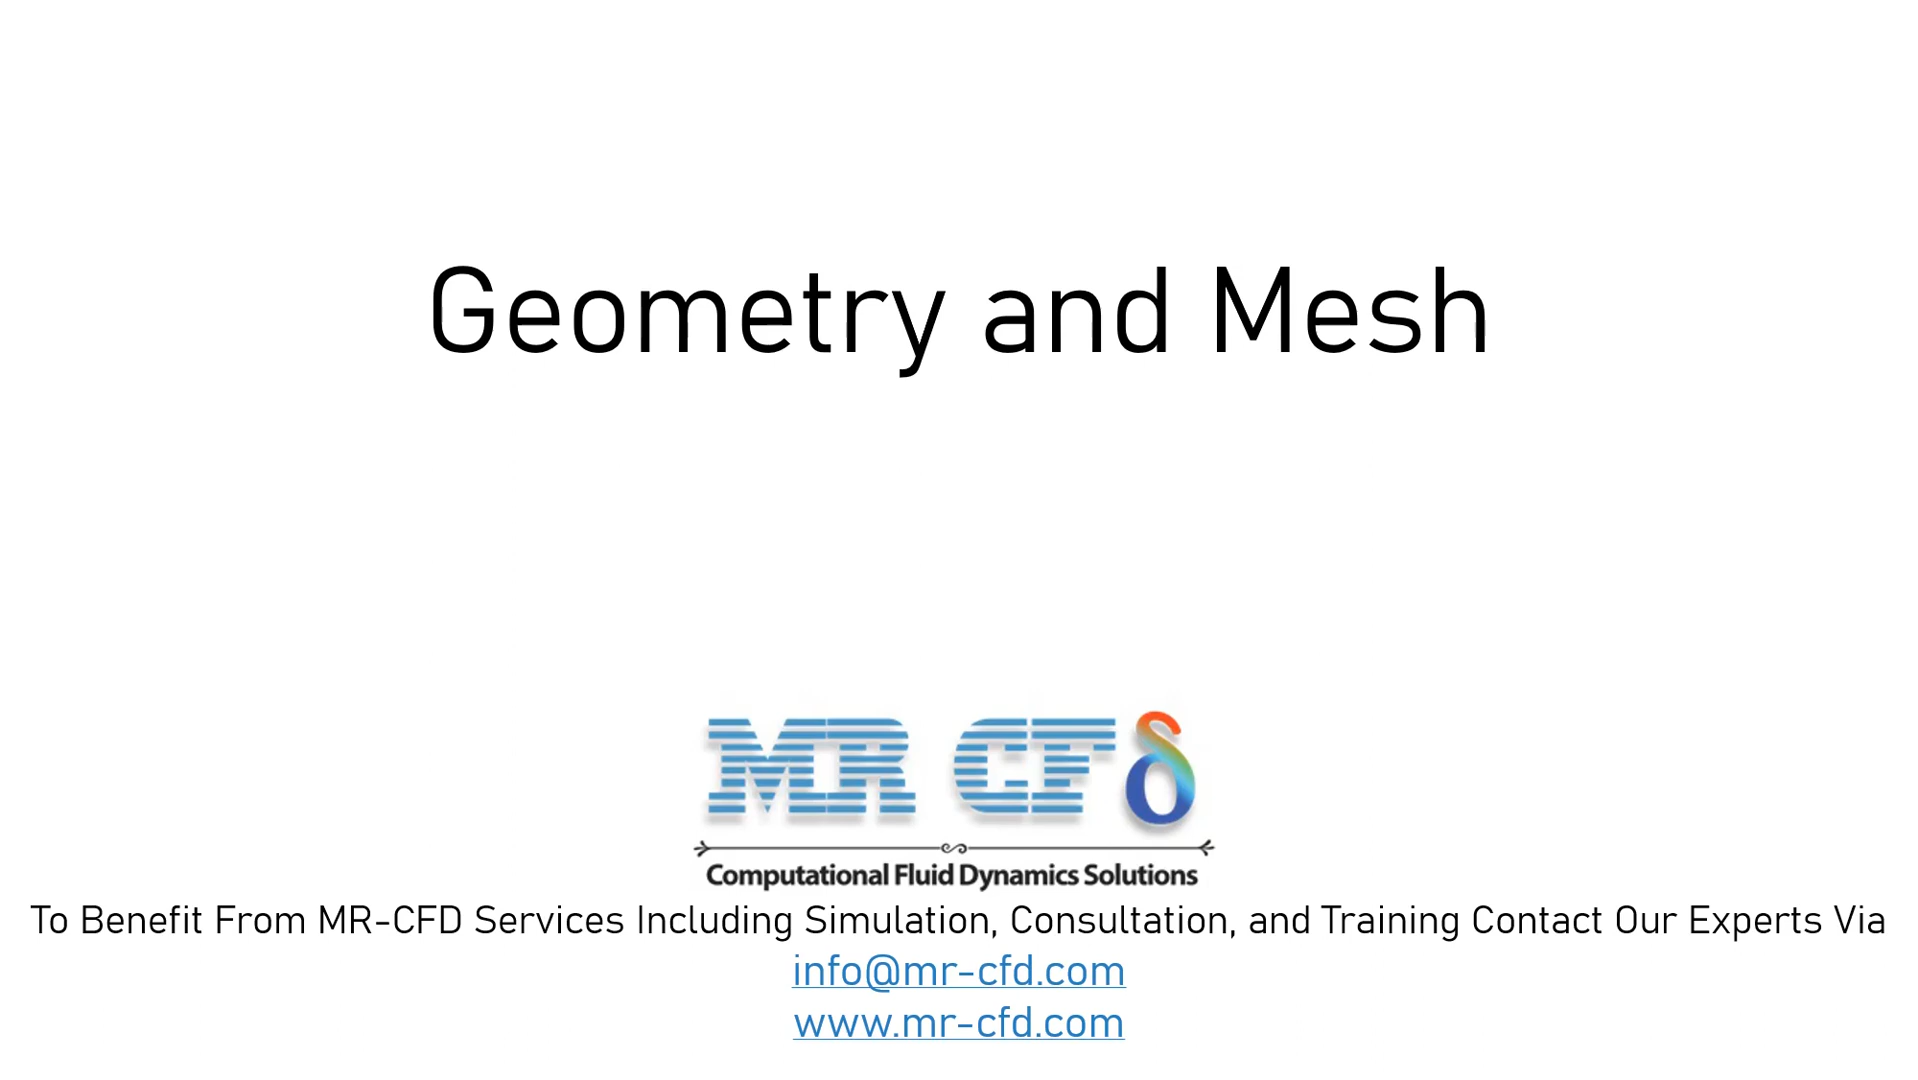 Geometry and Mesh
MR CFδ
Computational Fluid Dynamics Solutions
To Benefit From MR-CFD Services Including Simulation, Consultation, and Training Contact Our Experts Via
info@mr-cfd.com
www.mr-cfd.com